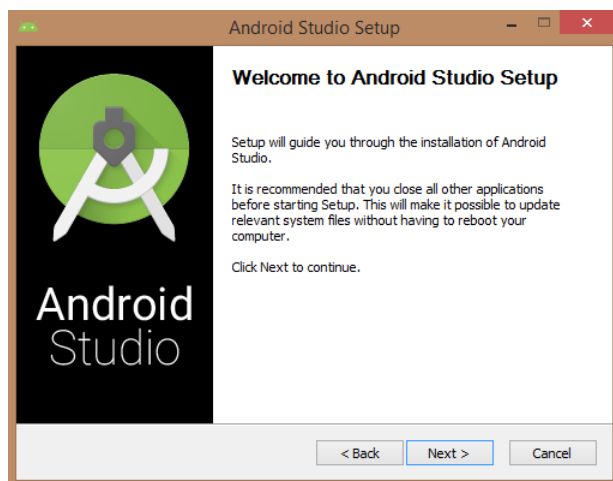 Android Studio Setup
Welcome to Android Studio Setup
Setup will guide you through the installation of Android
Studio.
It is recommended that you close all other applications
before starting Setup. This will make it possible to update
relevant system files without having to reboot your
computer.
Click Next to continue.
Android
Studio
< Back Next > Cancel